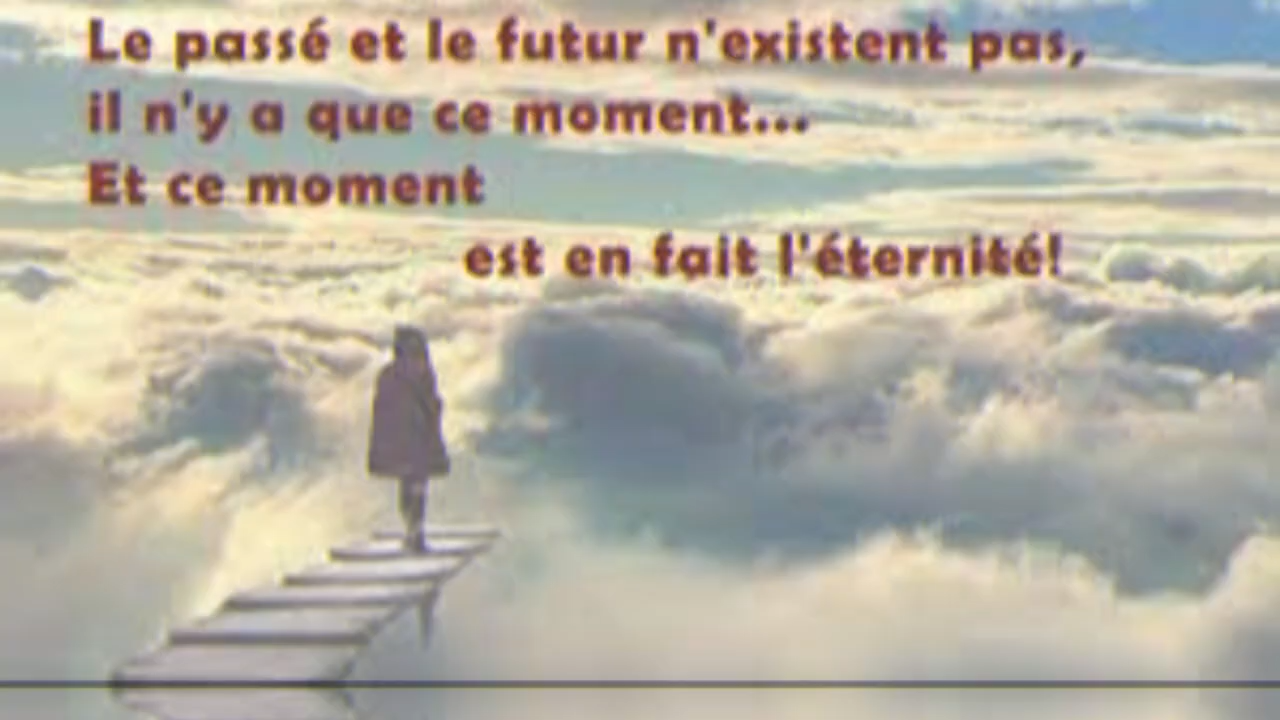 Le passé et le futur n'existent pas,
il n'y a que ce moment...
Et ce moment
est en fait l'éternité!